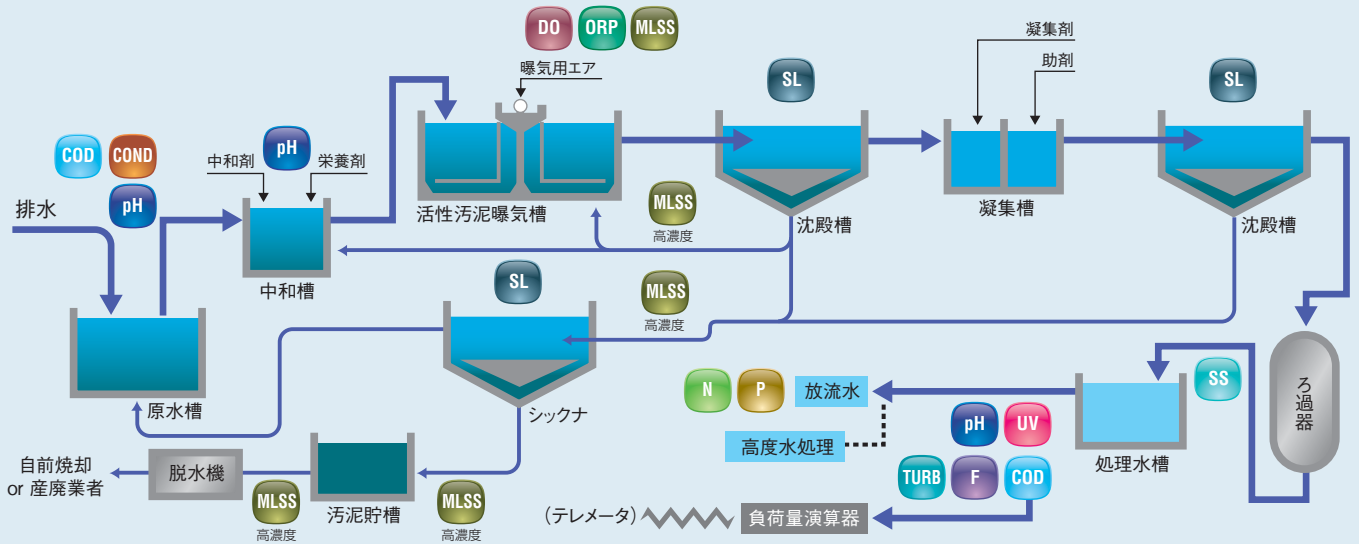 凝集剤
DO
ORP
MLSS
曝気用エア
助剤
SL
SL
COD
COND
中和剤
pH
栄養剤
pH
排水
活性汚泥曝気槽
MLSS
高濃度
沈殿槽
凝集槽
沈殿槽
中和槽
SL
MLSS
高濃度
原水槽
シックナ
N
P
放流水
SS
ろ過器
pH
UV
高度水処理
処理水槽
自前焼却
or 産廃業者
脱水機
MLSS
高濃度
汚泥貯槽
MLSS
高濃度
TURB
F
COD
(テレメータ)
負荷量演算器